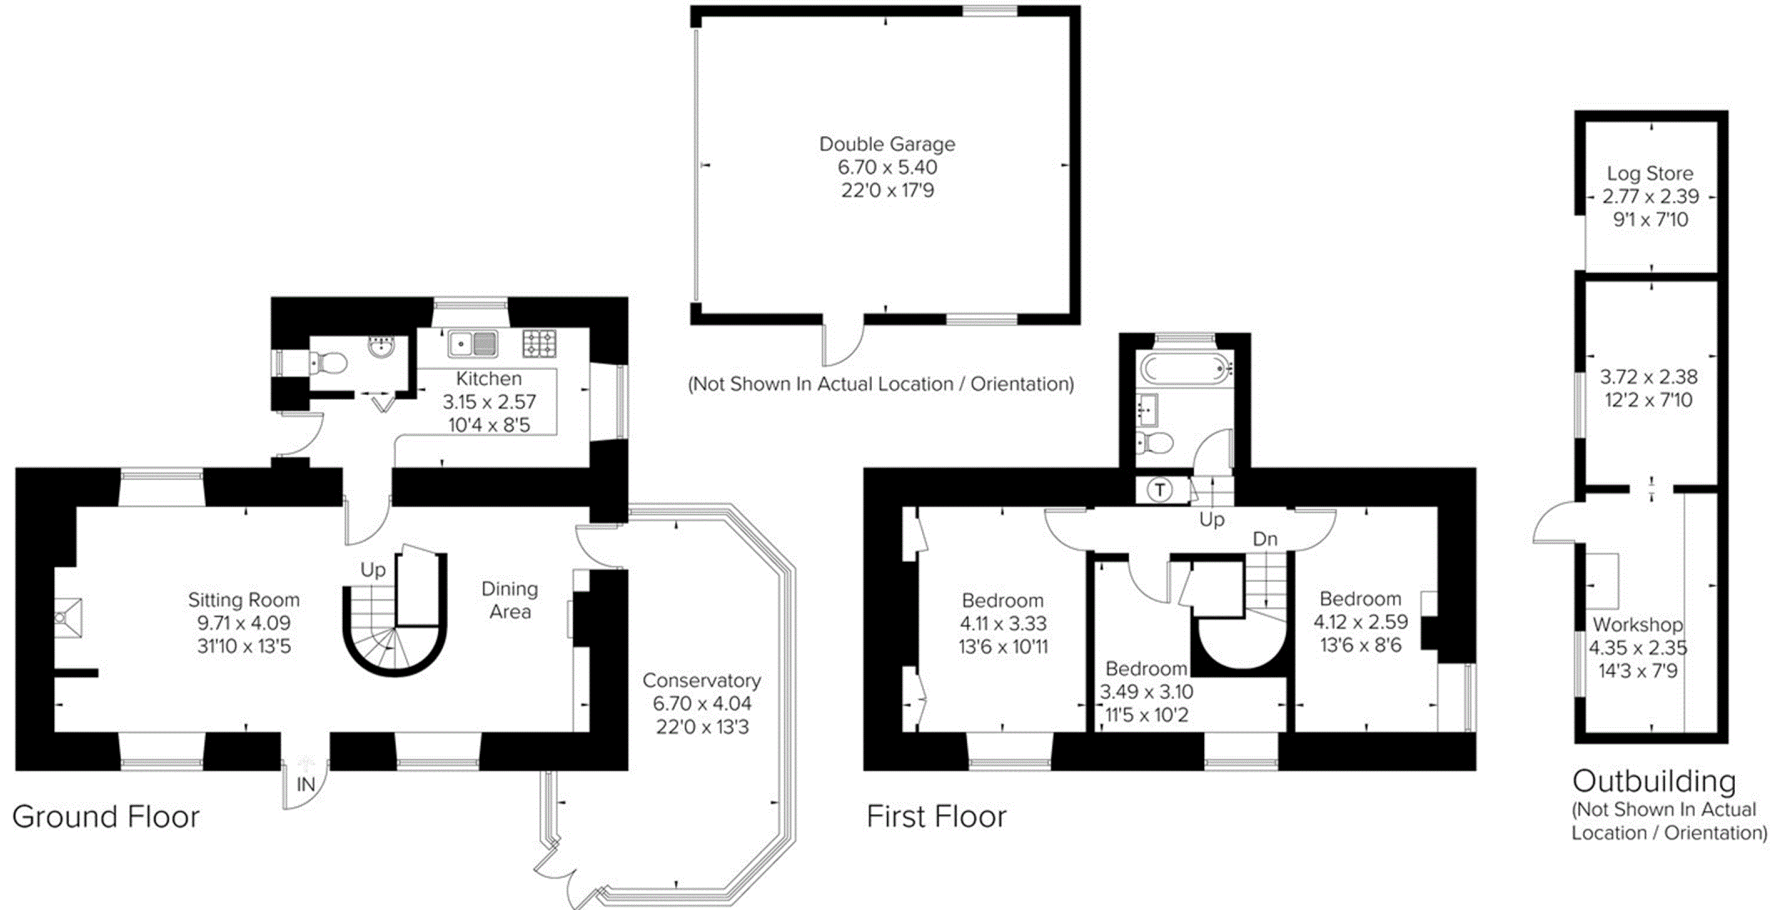 Double Garage
6.70 x 5.40
22'0 x 17'9
(Not Shown In Actual Location / Orientation)
Kitchen
3.15 x 2.57
10'4 x 8'5
Up
Sitting Room
9.71 x 4.09
31'10 x 13'5
Dining
Area
Conservatory
6.70 x 4.04
22'0 x 13'3
IN
Ground Floor
T
Up
Dn
Bedroom
4.11 x 3.33
13'6 x 10'11
Bedroom
3.49 x 3.10
11'5 x 10'2
Bedroom
4.12 x 2.59
13'6 x 8'6
First Floor
Log Store
2.77 x 2.39
9'1 x 7'10
3.72 x 2.38
12'2 x 7'10
Workshop
4.35 x 2.35
14'3 x 7'9
Outbuilding
(Not Shown In Actual
Location / Orientation)